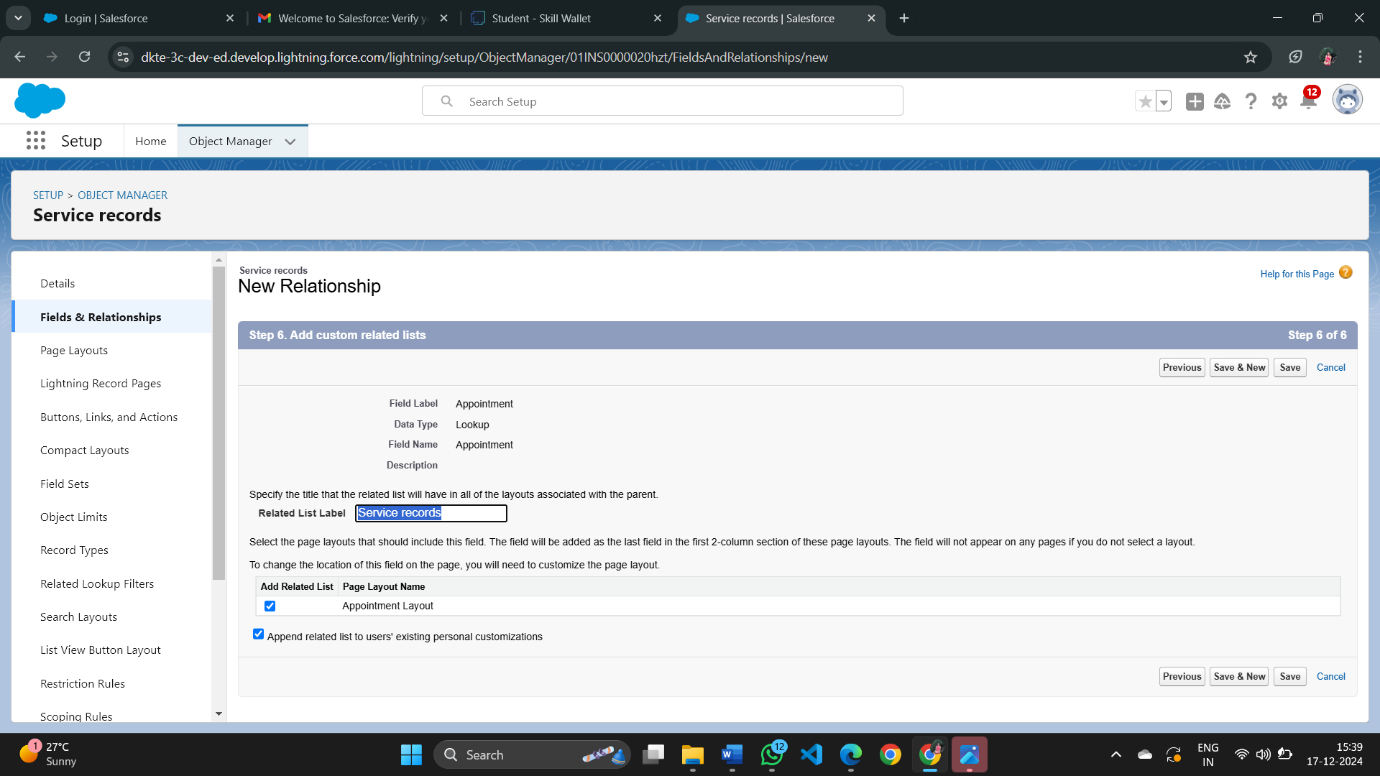 Login | Salesforce
Welcome to Salesforce: Verify y
Student - Skill Wallet
Service records | Salesforce
dkte-3c-dev-ed.develop.lightning.force.com/lightning/setup/ObjectManager/01INS0000020hzt/FieldsAndRelationships/new
Search Setup
12
Setup
Home
Object Manager
SETUP > OBJECT MANAGER
Service records
Details
Fields & Relationships
Page Layouts
Lightning Record Pages
Buttons, Links, and Actions
Compact Layouts
Field Sets
Object Limits
Record Types
Related Lookup Filters
Search Layouts
List View Button Layout
Restriction Rules
Scoping Rules
Service records
New Relationship
Help for this Page ?
Step 6. Add custom related lists
Step 6 of 6
Previous Save & New Save Cancel
Field Label Appointment
Data Type Lookup
Field Name Appointment
Description
Specify the title that the related list will have in all of the layouts associated with the parent.
Related List Label Service records
Select the page layouts that should include this field. The field will be added as the last field in the first 2-column section of these page layouts. The field will not appear on any pages if you do not select a layout.
To change the location of this field on the page, you will need to customize the page layout.
Add Related List Page Layout Name
Appointment Layout
Append related list to users' existing personal customizations
Previous Save & New Save Cancel
1
27°C
Sunny
Search
12
ENG
IN
15:39
17-12-2024